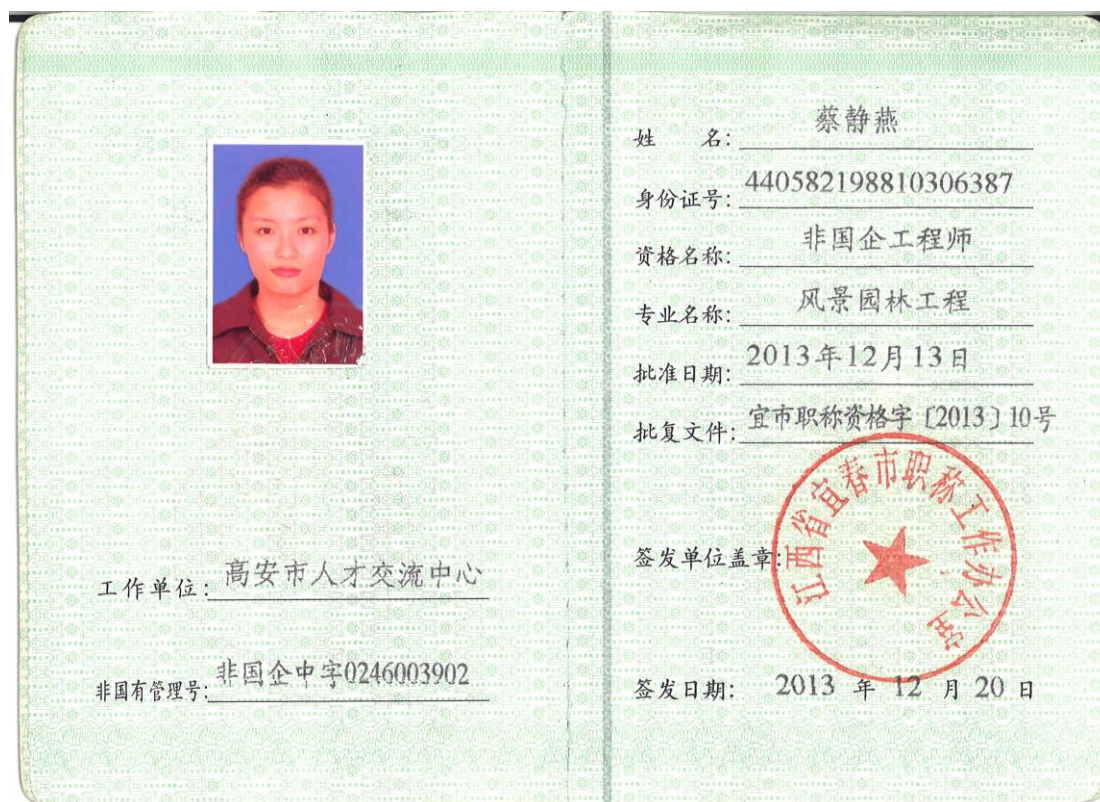 工作单位:高安市人才交流中心
非国有管理号:非国企中字0246003902
姓 名:蔡静燕
身份证号:440582198810306387
资格名称:非国企工程师
专业名称:风景园林工程
批准日期:2013年12月13日
批复文件:宜市职称资格字〔2013〕10号
签发单位盖章:
江西省宜春市职称工作办公室
签发日期: 2013 年 12 月 20 日